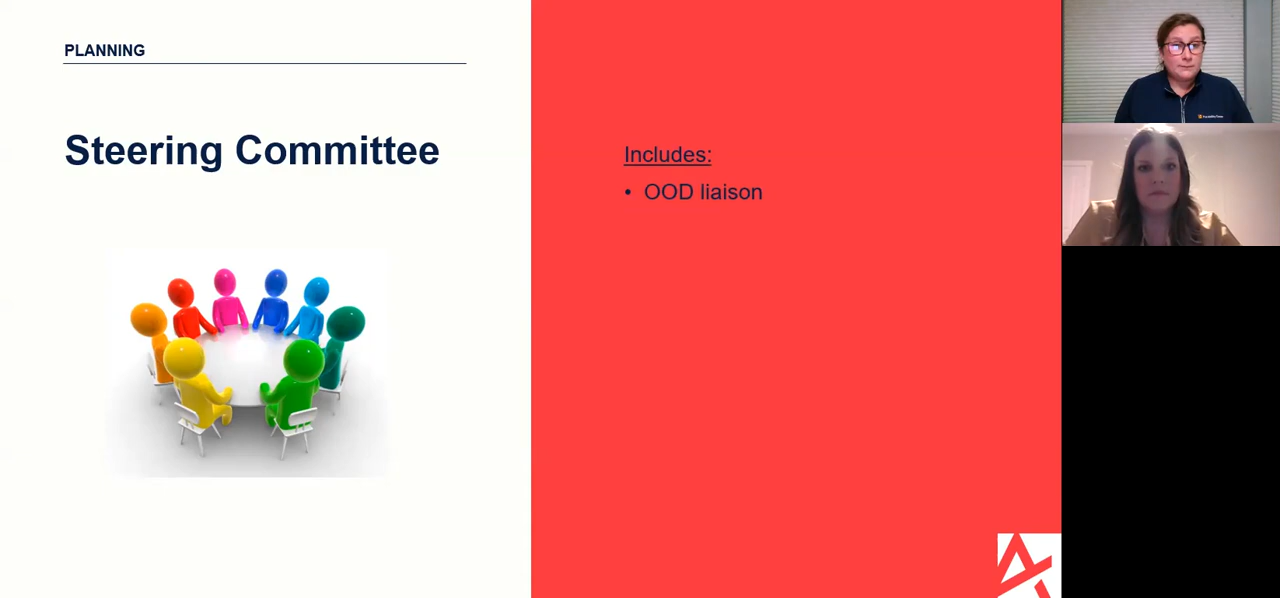 PLANNING
Steering Committee
Includes:
• OOD liaison